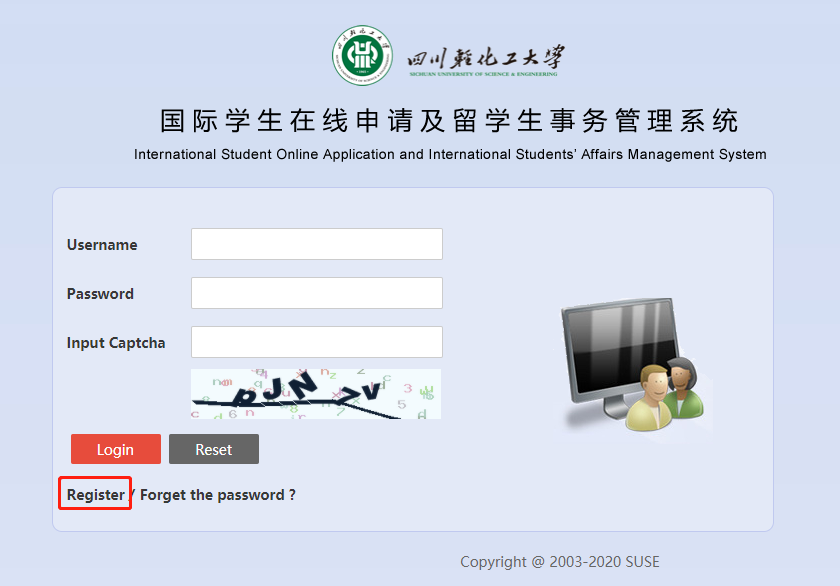 四川轻化工大学
SICHUAN UNIVERSITY OF SCIENCE & ENGINEERING
国际学生在线申请及留学生事务管理系统
International Student Online Application and International Students' Affairs Management System
Username
Password
Input Captcha
Login Reset
Register / Forget the password ?
Copyright @ 2003-2020 SUSE